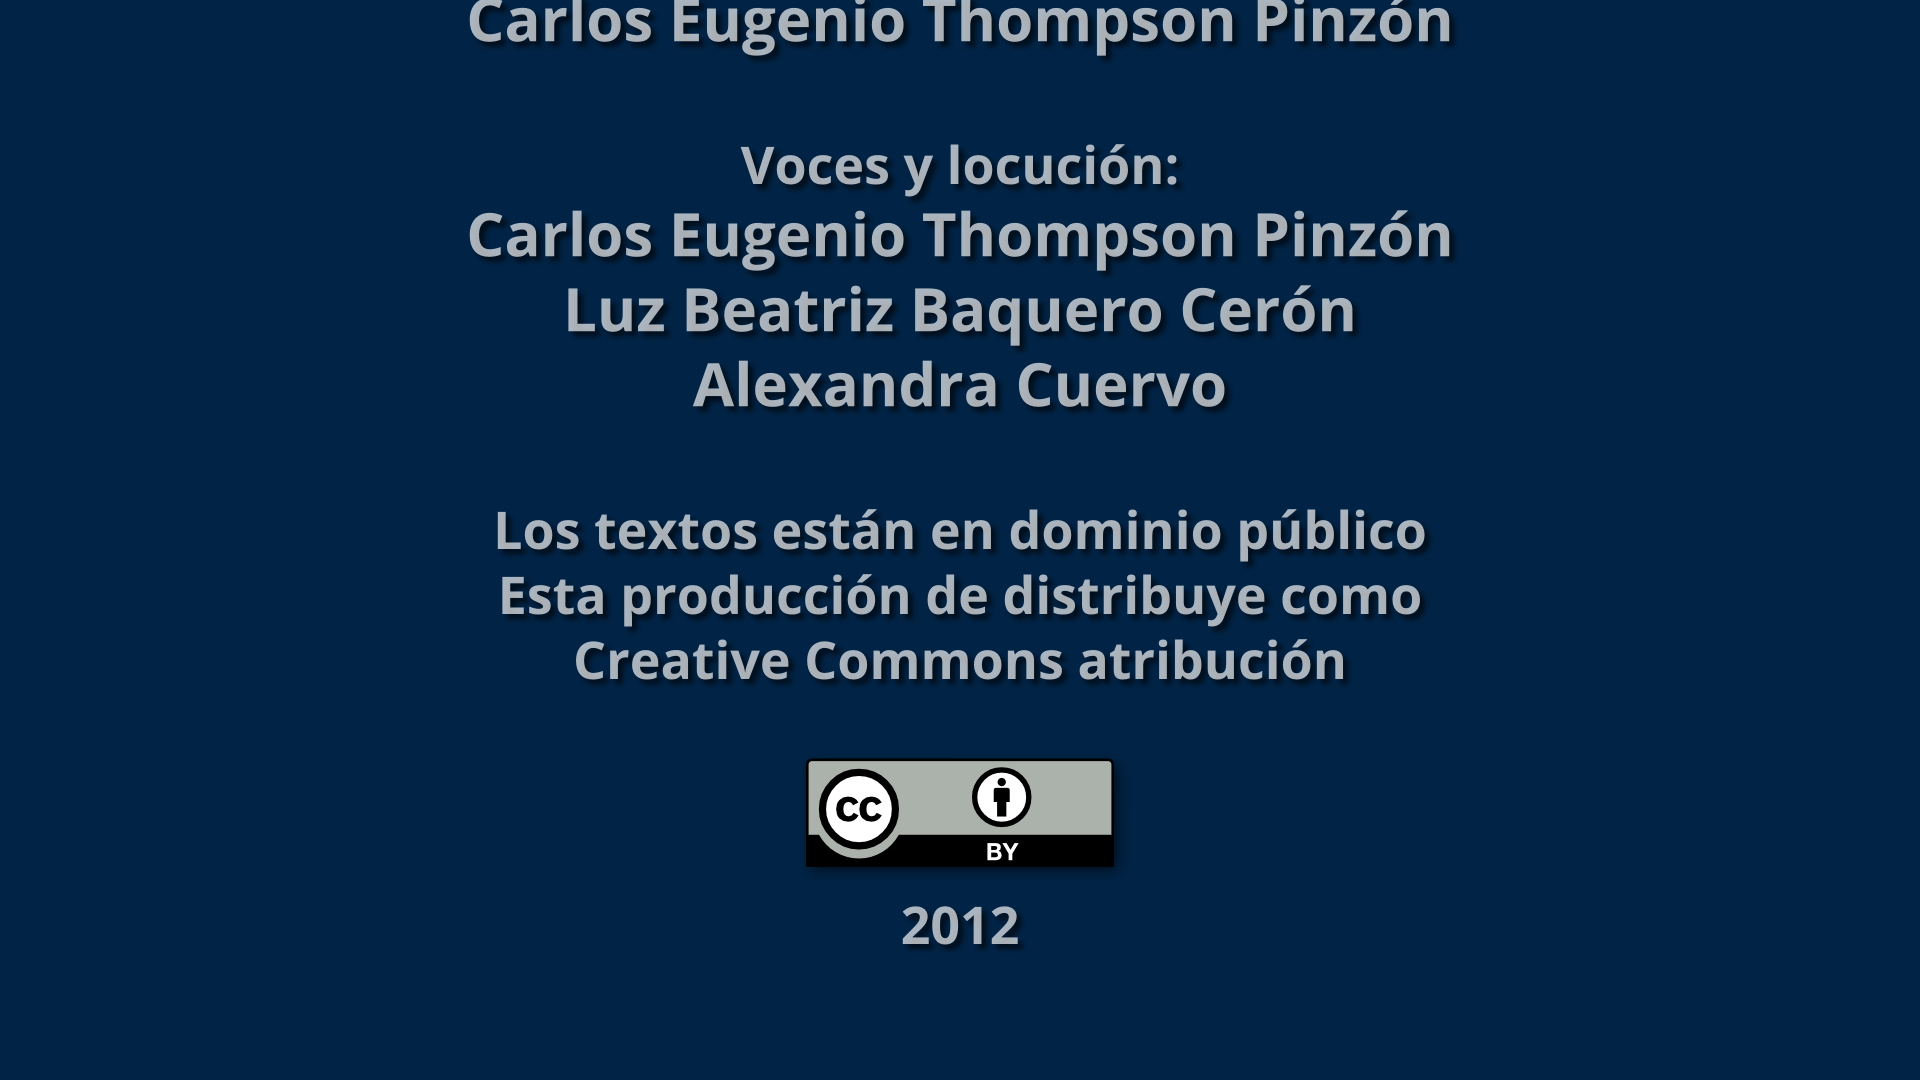 Carlos Eugenio Thompson Pinzón
Voces y locución:
Carlos Eugenio Thompson Pinzón
Luz Beatriz Baquero Cerón
Alexandra Cuervo
Los textos están en dominio público
Esta producción de distribuye como
Creative Commons atribución
cc
BY
2012